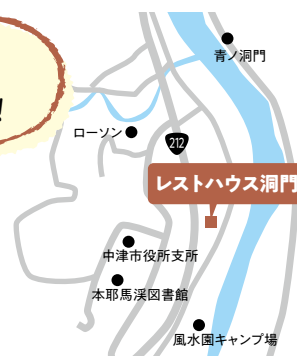 !
青ノ洞門
ローソン
212
レストハウス洞門
中津市役所支所
本耶馬渓図書館
風水園キャンプ場